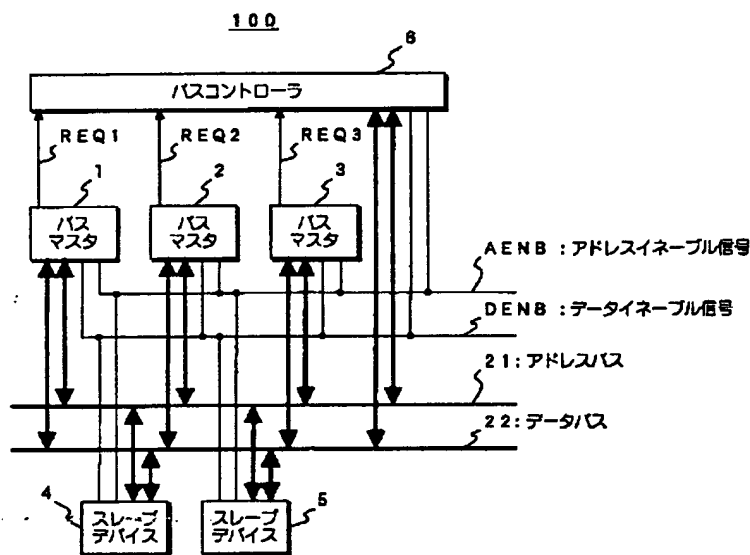 100
6
バスコントローラ
REQ1
REQ2
REQ3
1
2
3
バス
マスタ
バス
マスタ
バス
マスタ
AENB:アドレスイネーブル信号
DENB:データイネーブル信号
21:アドレスバス
22:データバス
4
スレーブ
デバイス
スレーブ
デバイス
5